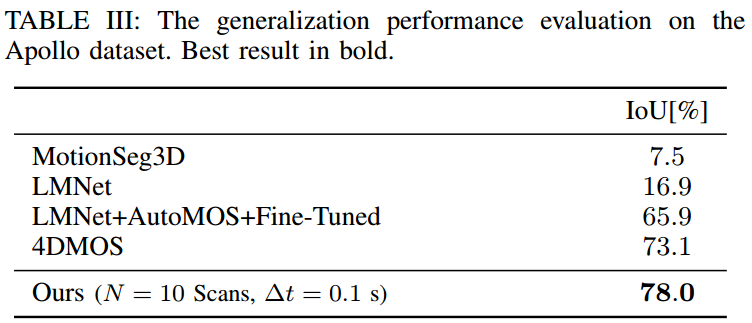 TABLE III: The generalization performance evaluation on the
Apollo dataset. Best result in bold.
IoU[%]
MotionSeg3D 7.5
LMNet 16.9
LMNet+AutoMOS+Fine-Tuned 65.9
4DMOS 73.1
Ours (N = 10 Scans, Δt = 0.1 s) 78.0